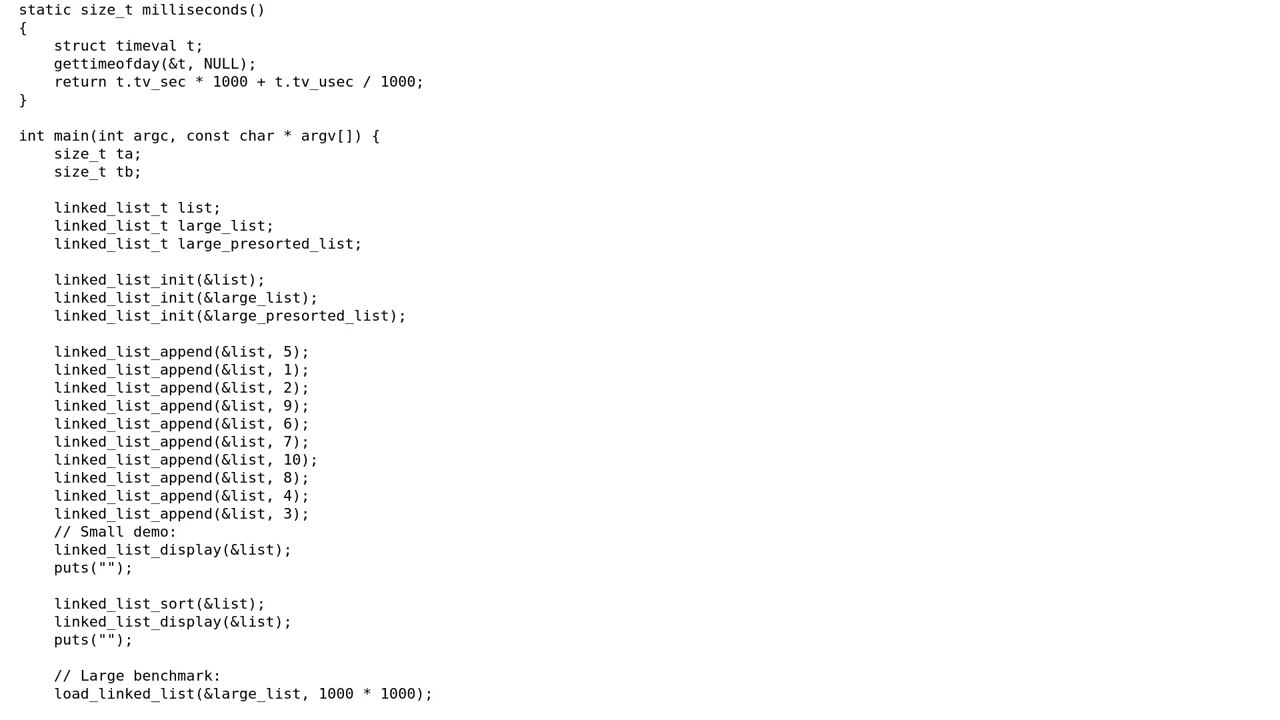 static size_t milliseconds()
{
    struct timeval t;
    gettimeofday(&t, NULL);
    return t.tv_sec * 1000 + t.tv_usec / 1000;
}

int main(int argc, const char * argv[]) {
    size_t ta;
    size_t tb;

    linked_list_t list;
    linked_list_t large_list;
    linked_list_t large_presorted_list;

    linked_list_init(&list);
    linked_list_init(&large_list);
    linked_list_init(&large_presorted_list);

    linked_list_append(&list, 5);
    linked_list_append(&list, 1);
    linked_list_append(&list, 2);
    linked_list_append(&list, 9);
    linked_list_append(&list, 6);
    linked_list_append(&list, 7);
    linked_list_append(&list, 10);
    linked_list_append(&list, 8);
    linked_list_append(&list, 4);
    linked_list_append(&list, 3);
    // Small demo:
    linked_list_display(&list);
    puts("");

    linked_list_sort(&list);
    linked_list_display(&list);
    puts("");

    // Large benchmark:
    load_linked_list(&large_list, 1000 * 1000);